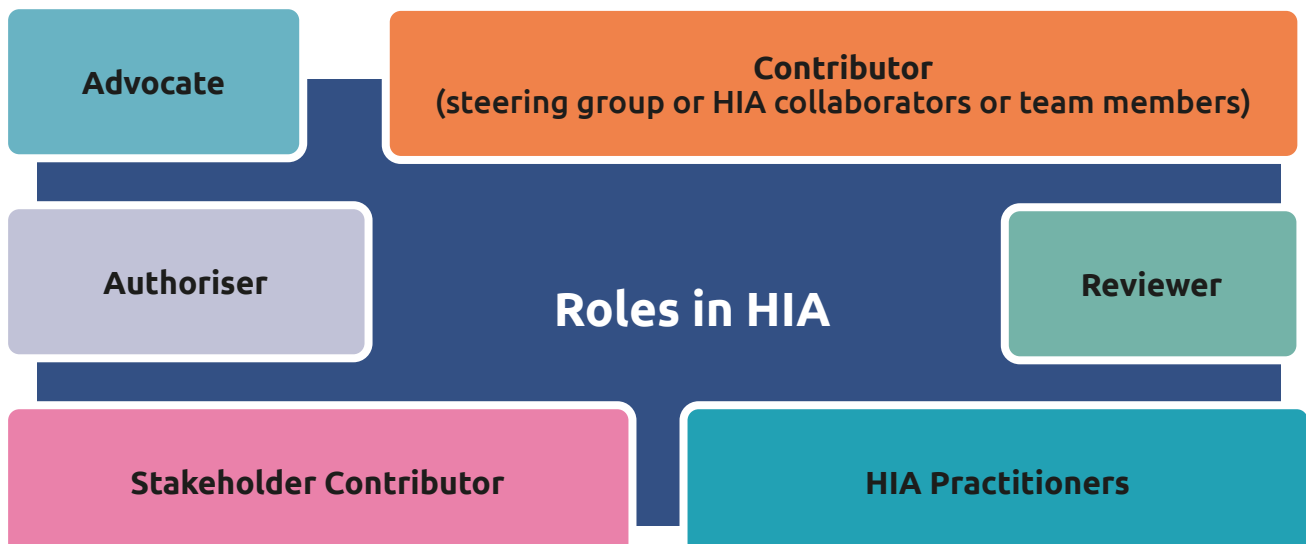 Advocate
Contributor
(steering group or HIA collaborators or team members)
Authoriser
Roles in HIA
Reviewer
Stakeholder Contributor
HIA Practitioners